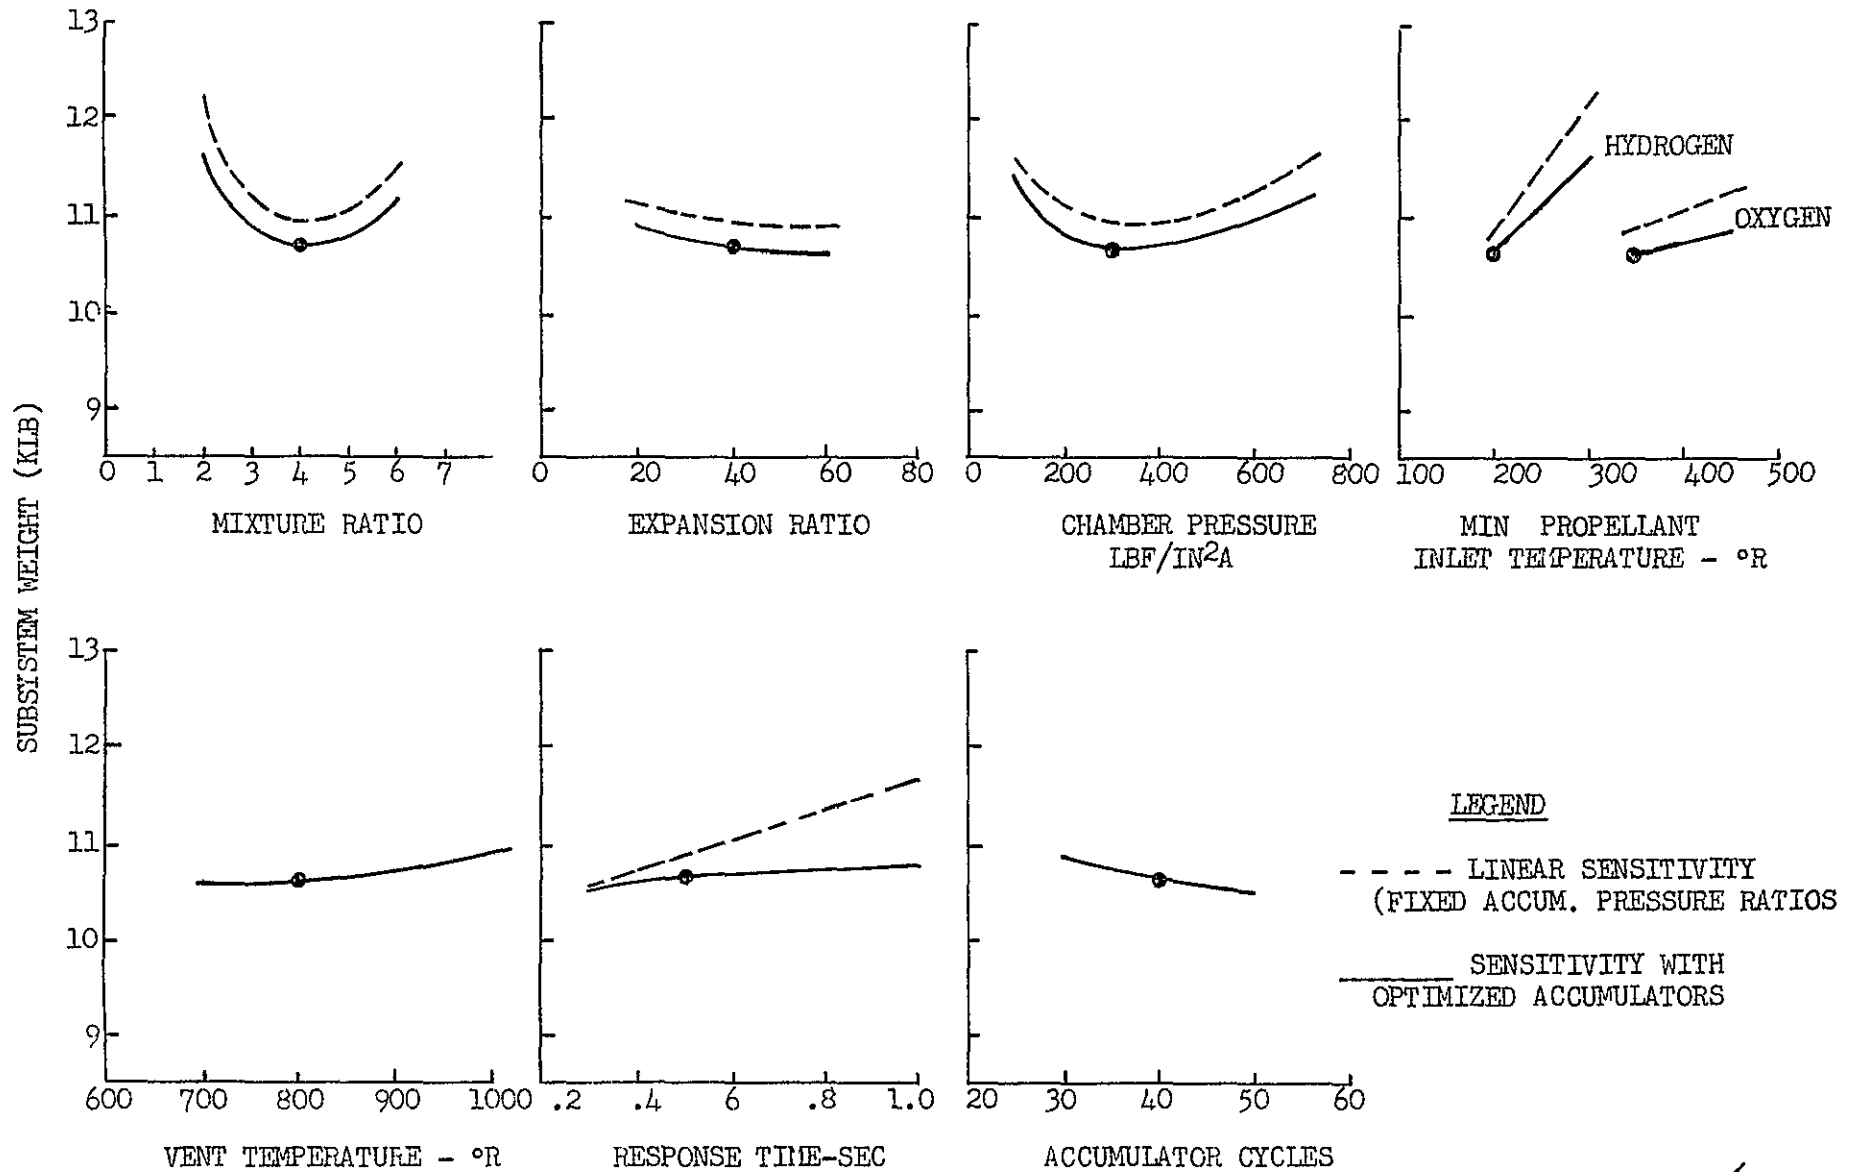 SUBSYSTEM WEIGHT (KLB)
13
12
11
10
9
0 1 2 3 4 5 6 7
MIXTURE RATIO
0 20 40 60 80
EXPANSION RATIO
0 200 400 600 800
CHAMBER PRESSURE
LBF/IN²A
HYDROGEN
OXYGEN
100 200 300 400 500
MIN PROPELLANT
INLET TEMPERATURE - °R
13
12
11
10
9
600 700 800 900 1000
VENT TEMPERATURE - °R
.2 .4 6 .8 1.0
RESPONSE TIME-SEC
20 30 40 50 60
ACCUMULATOR CYCLES
LEGEND
LINEAR SENSITIVITY
(FIXED ACCUM. PRESSURE RATIOS
SENSITIVITY WITH
OPTIMIZED ACCUMULATORS